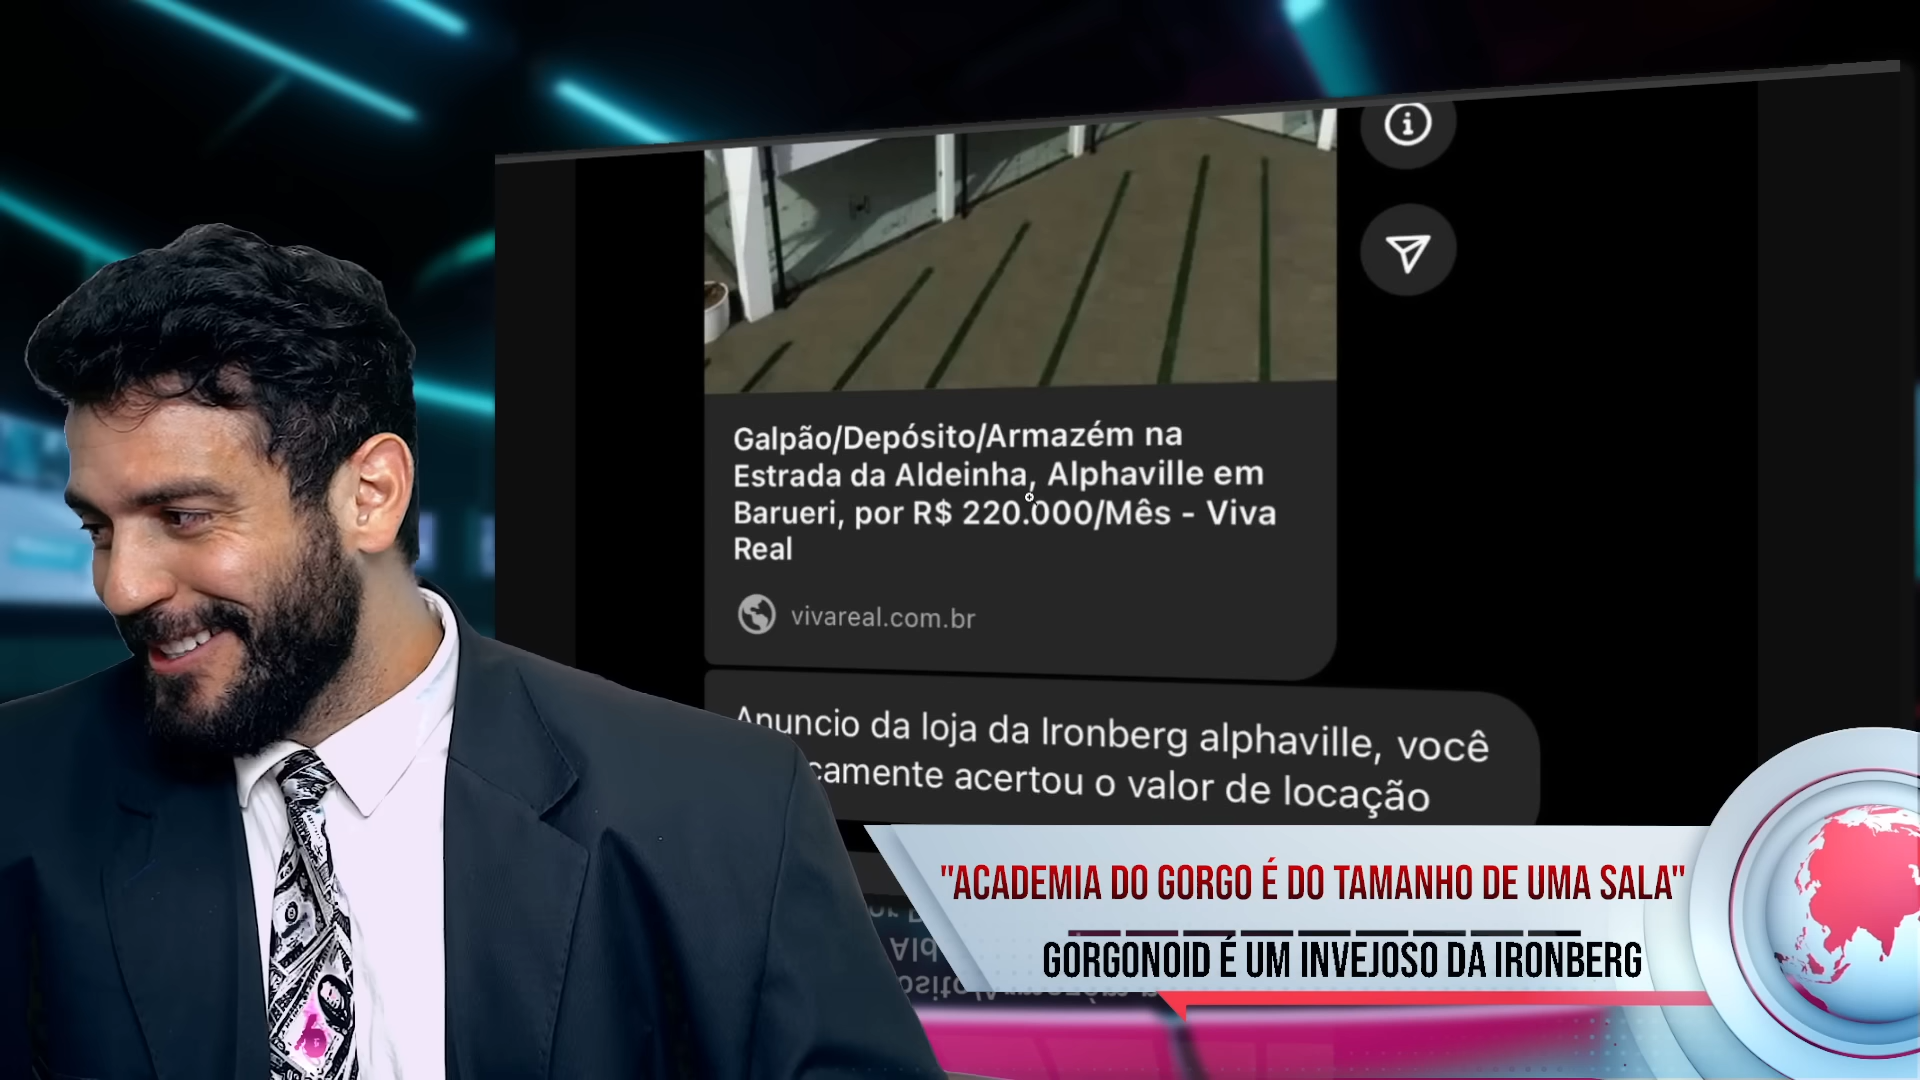 Galpão/Depósito/Armazém na
Estrada da Aldeinha, Alphaville em
Barueri, por R$ 220.000/Mês - Viva
Real
vivareal.com.br
Anuncio da loja da Ironberg alphaville, você
acertou o valor de locação
"ACADEMIA DO GORGO É DO TAMANHO DE UMA SALA"
GORGONOID É UM INVEJOSO DA IRONBERG